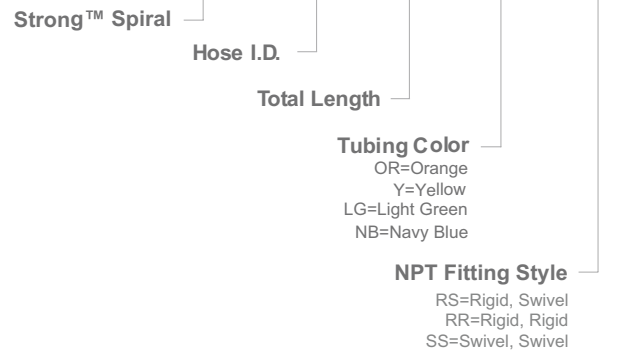 Strong™ Spiral
Hose I.D.
Total Length
Tubing Color
OR=Orange
Y=Yellow
LG=Light Green
NB=Navy Blue
NPT Fitting Style
RS=Rigid, Swivel
RR=Rigid, Rigid
SS=Swivel, Swivel